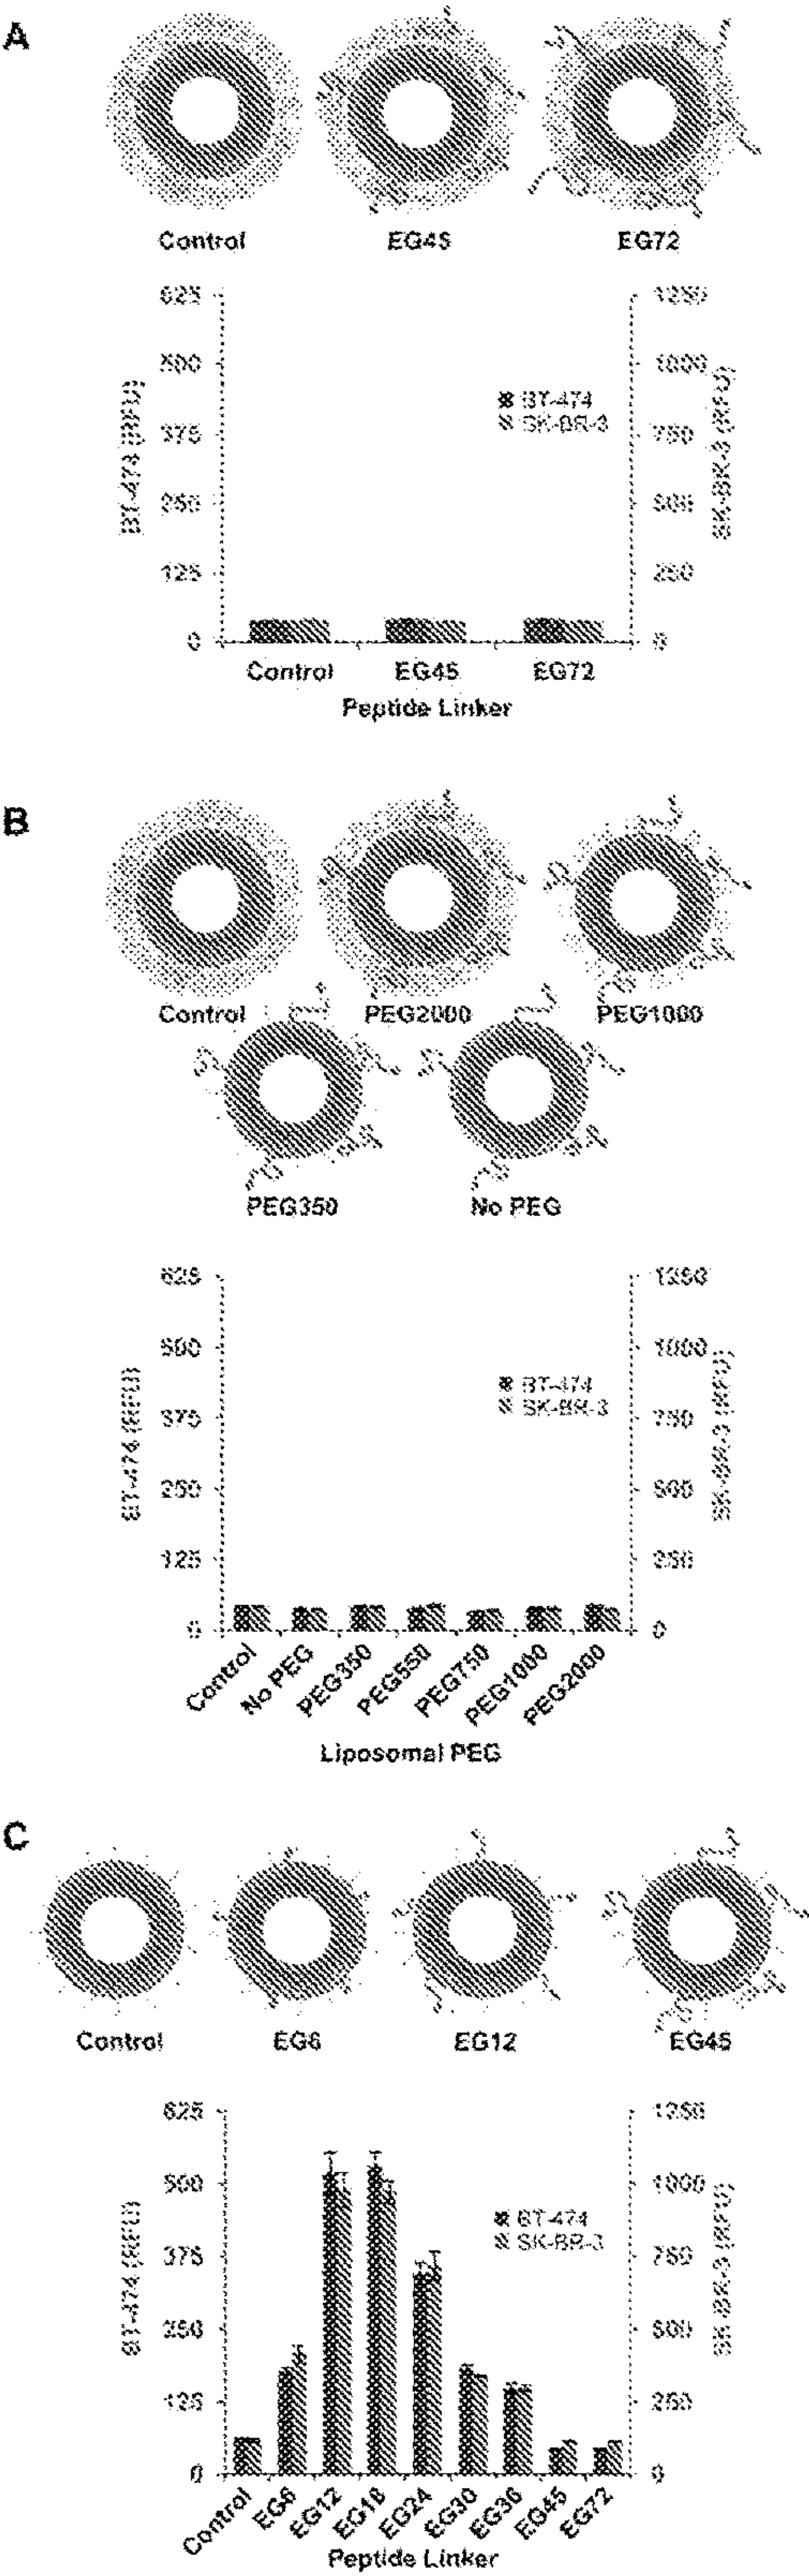 A
Control EG45 EG72
625 1250
500 1000
BT-474 (RFU) SK-BR-3 (RFU)
BT-474
SK-BR-3
375 750
250 500
125 250
0 0
Control EG45 EG72
Peptide Linker
B
Control PEG2000 PEG1000
PEG350 No PEG
625 1250
500 1000
BT-474 (RFU) SK-BR-3 (RFU)
BT-474
SK-BR-3
375 750
250 500
125 250
0 0
Control No PEG PEG350 PEG550 PEG750 PEG1000 PEG2000
Liposomal PEG
C
Control EG6 EG12 EG45
625 1250
500 1000
BT-474 (RFU) SK-BR-3 (RFU)
BT-474
SK-BR-3
375 750
250 500
125 250
0 0
Control EG6 EG12 EG18 EG24 EG30 EG36 EG45 EG72
Peptide Linker